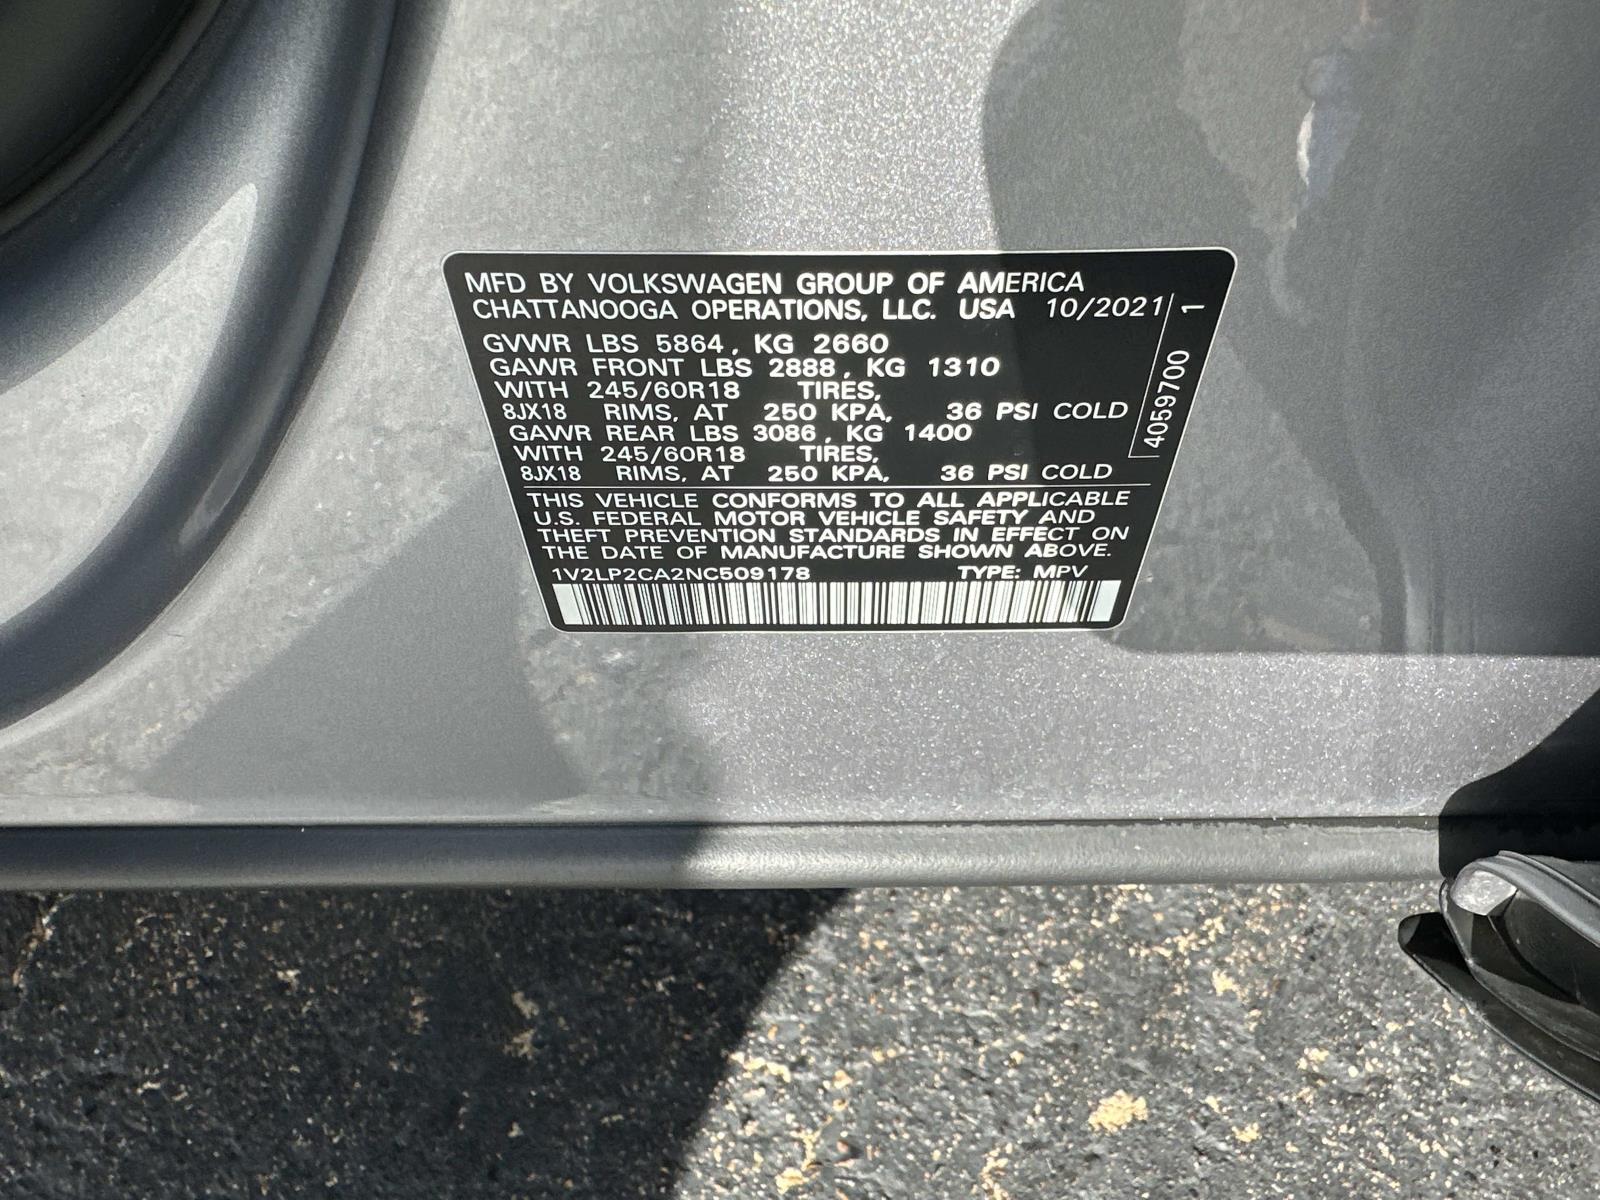 MFD BY VOLKSWAGEN GROUP OF AMERICA
CHATTANOOGA OPERATIONS, LLC. USA 10/2021
GVWR LBS 5864, KG 2660
GAWR FRONT LBS 2888, KG 1310
WITH 245/60R18 TIRES,
8JX18 RIMS, AT 250 KPA, 36 PSI COLD
GAWR REAR LBS 3086, KG 1400
WITH 245/60R18 TIRES,
8JX18 RIMS, AT 250 KPA, 36 PSI COLD
THIS VEHICLE CONFORMS TO ALL APPLICABLE
U.S. FEDERAL MOTOR VEHICLE SAFETY AND
THEFT PREVENTION STANDARDS IN EFFECT ON
THE DATE OF MANUFACTURE SHOWN ABOVE.
1V2LP2CA2NC509178 TYPE: MPV
4059700 1